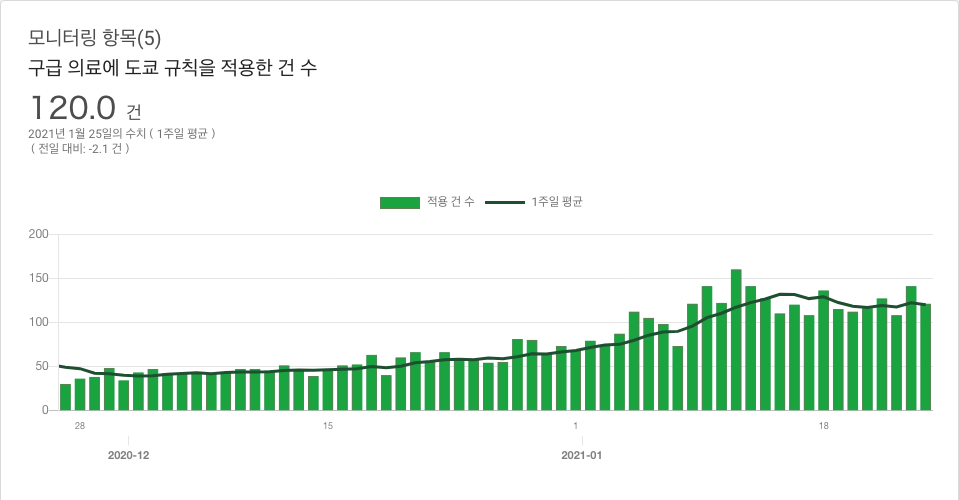 모니터링 항목(5)
구급 의료에 도쿄 규칙을 적용한 건 수
120.0 건
2021년 1월 25일의 수치 ( 1주일 평균 )
( 전일 대비: -2.1 건 )
적용 건 수 1주일 평균
200
150
100
50
0
28 15 1 18
2020-12 2021-01